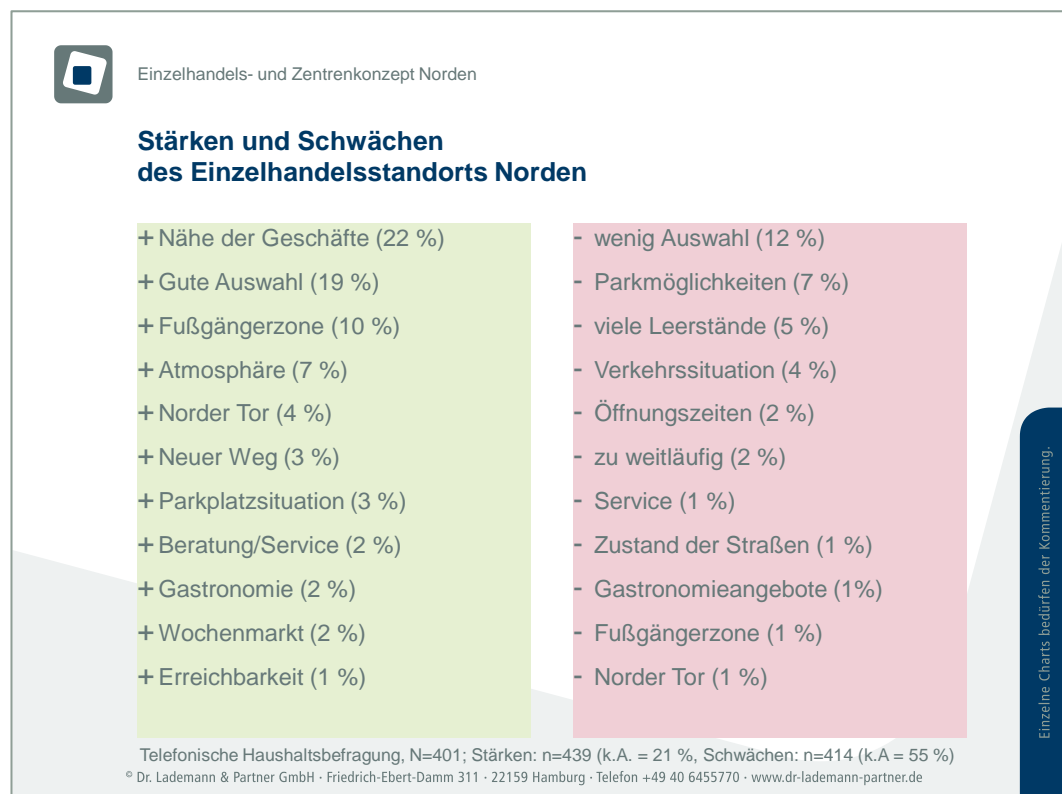 Einzelhandels- und Zentrenkonzept Norden
Stärken und Schwächen
des Einzelhandelsstandorts Norden
+ Nähe der Geschäfte (22 %)
+ Gute Auswahl (19 %)
+ Fußgängerzone (10 %)
+ Atmosphäre (7 %)
+ Norder Tor (4 %)
+ Neuer Weg (3 %)
+ Parkplatzsituation (3 %)
+ Beratung/Service (2 %)
+ Gastronomie (2 %)
+ Wochenmarkt (2 %)
+ Erreichbarkeit (1 %)
- wenig Auswahl (12 %)
- Parkmöglichkeiten (7 %)
- viele Leerstände (5 %)
- Verkehrssituation (4 %)
- Öffnungszeiten (2 %)
- zu weitläufig (2 %)
- Service (1 %)
- Zustand der Straßen (1 %)
- Gastronomieangebote (1%)
- Fußgängerzone (1 %)
- Norder Tor (1 %)
Telefonische Haushaltsbefragung, N=401; Stärken: n=439 (k.A. = 21 %, Schwächen: n=414 (k.A = 55 %)
© Dr. Lademann & Partner GmbH · Friedrich-Ebert-Damm 311 · 22159 Hamburg · Telefon +49 40 6455770 · www.dr-lademann-partner.de
Einzelne Charts bedürfen der Kommentierung.